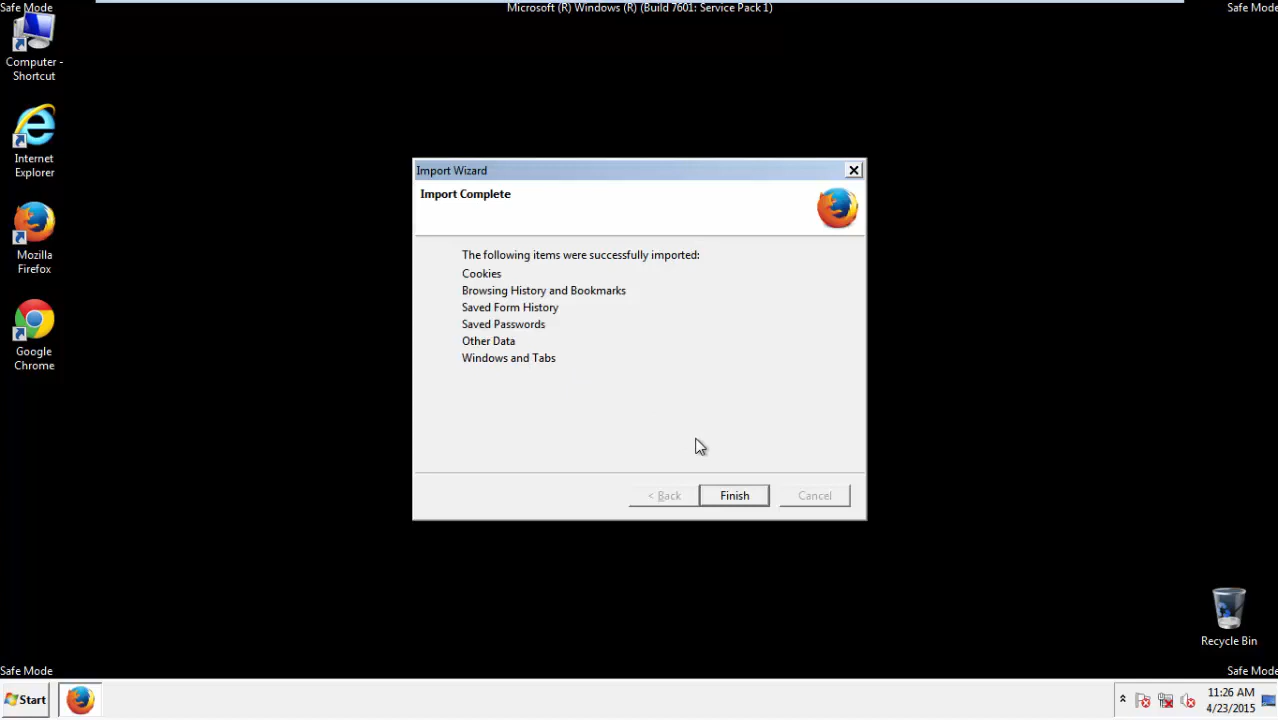 Safe Mode
Microsoft (R) Windows (R) (Build 7601: Service Pack 1)
Safe Mode
Computer -
Shortcut
Internet
Explorer
Mozilla
Firefox
Google
Chrome
Import Wizard
Import Complete
The following items were successfully imported:
Cookies
Browsing History and Bookmarks
Saved Form History
Saved Passwords
Other Data
Windows and Tabs
< Back
Finish
Cancel
Recycle Bin
Safe Mode
Safe Mode
Start
11:26 AM
4/23/2015